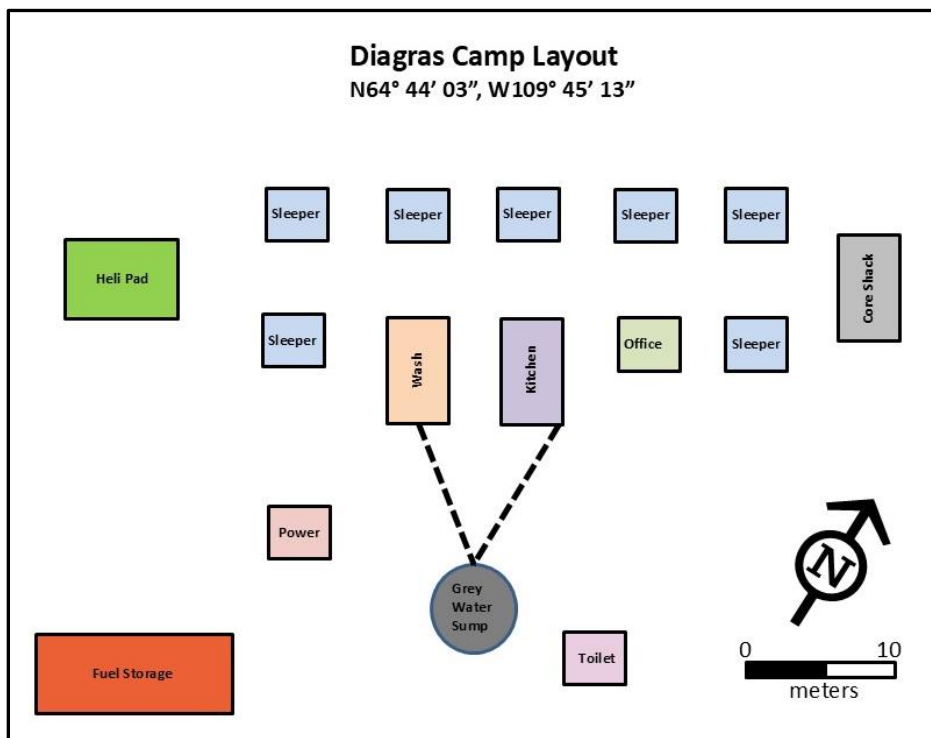 Diagras Camp Layout
N64° 44’ 03”, W109° 45’ 13”
Sleeper
Sleeper
Sleeper
Sleeper
Sleeper
Heli Pad
Core Shack
Sleeper
Wash
Kitchen
Office
Sleeper
Power
N
Grey
Water
Sump
Toilet
Fuel Storage
0 10
meters